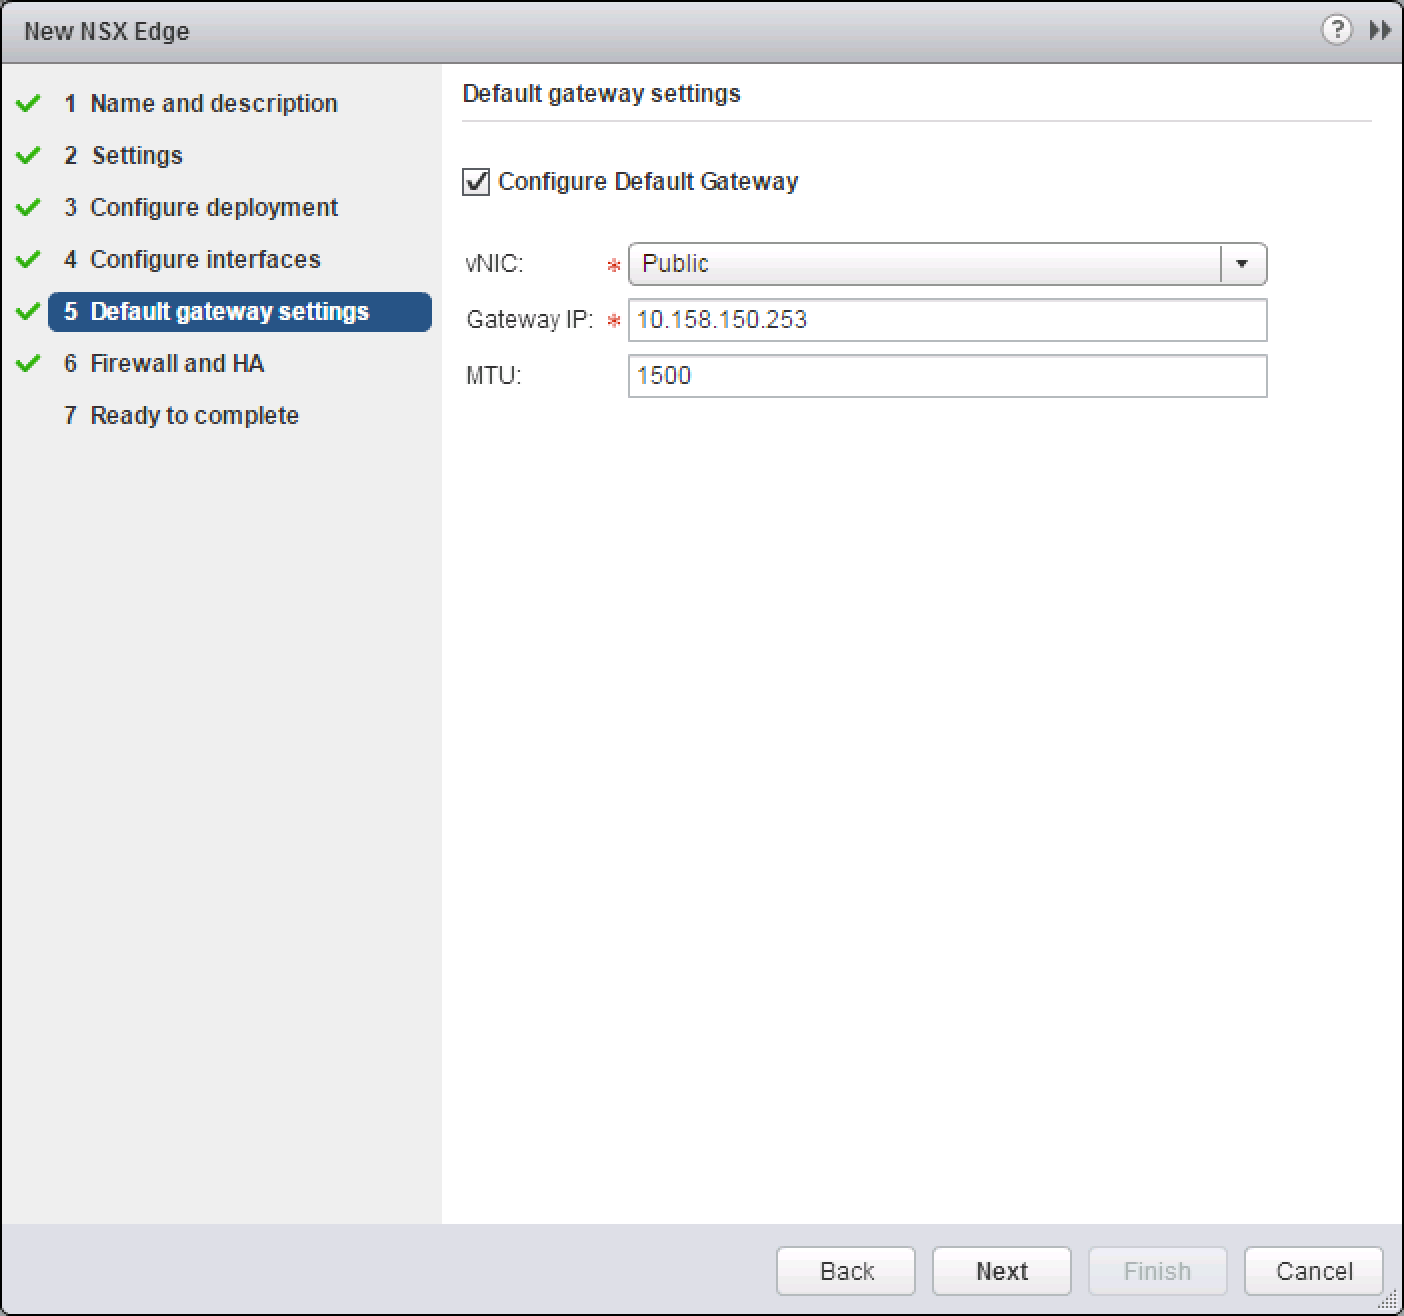 New NSX Edge
?
1 Name and description
2 Settings
3 Configure deployment
4 Configure interfaces
5 Default gateway settings
6 Firewall and HA
7 Ready to complete
Default gateway settings
Configure Default Gateway
vNIC: * Public
Gateway IP: * 10.158.150.253
MTU: 1500
Back Next Finish Cancel